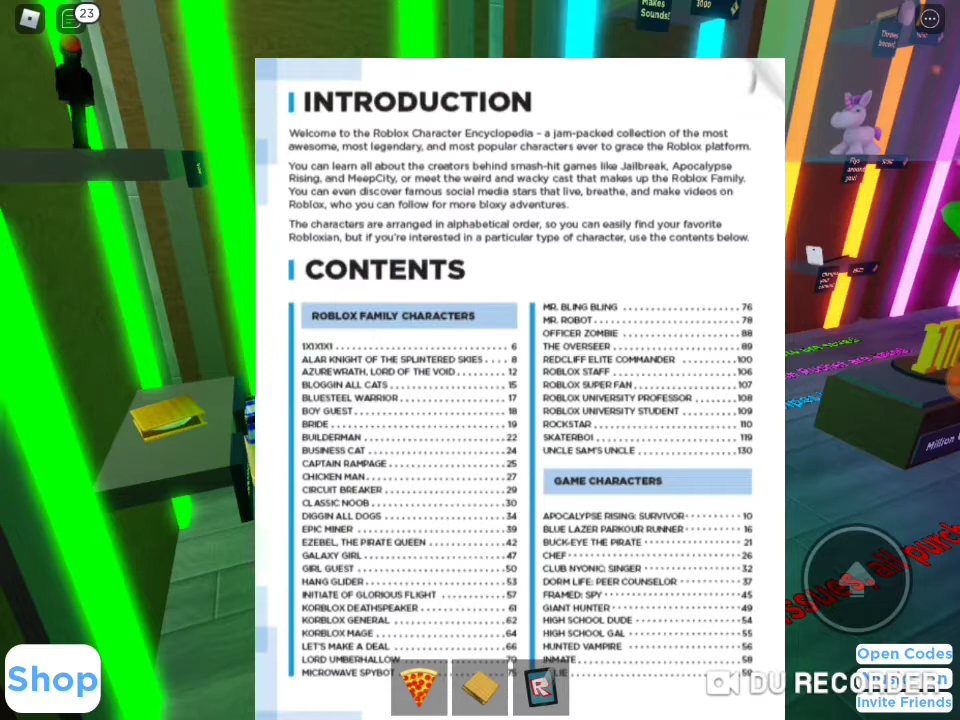 23
Makes
Sounds!
1000
INTRODUCTION
Welcome to the Roblox Character Encyclopedia – a jam-packed collection of the most
awesome, most legendary, and most popular characters ever to grace the Roblox platform.
You can learn all about the creators behind smash-hit games like Jailbreak, Apocalypse
Rising, and MeepCity, or meet the weird and wacky cast that makes up the Roblox Family.
You can even discover famous social media stars that live, breathe, and make videos on
Roblox, who you can follow for more bloxy adventures.
The characters are arranged in alphabetical order, so you can easily find your favorite
Robloxian, but if you're interested in a particular type of character, use the contents below.
CONTENTS
ROBLOX FAMILY CHARACTERS
1X1X1X1 6
ALAR KNIGHT OF THE SPLINTERED SKIES 8
AZUREWRATH, LORD OF THE VOID 12
BLOGGIN ALL CATS 15
BLUESTEEL WARRIOR 17
BOY GUEST 18
BRIDE 19
BUILDERMAN 22
BUSINESS CAT 24
CAPTAIN RAMPAGE 25
CHICKEN MAN 27
CIRCUIT BREAKER 29
CLASSIC NOOB 30
DIGGIN ALL DOGS 34
EPIC MINER 39
EZEBEL, THE PIRATE QUEEN 42
GALAXY GIRL 47
GIRL GUEST 50
HANG GLIDER 53
INITIATE OF GLORIOUS FLIGHT 57
KORBLOX DEATHSPEAKER 61
KORBLOX GENERAL 62
KORBLOX MAGE 64
LET'S MAKE A DEAL 66
LORD UMBERHALLOW 70
MICROWAVE SPYBOT 75
MR. BLING BLING 76
MR. ROBOT 78
OFFICER ZOMBIE 88
THE OVERSEER 89
REDCLIFF ELITE COMMANDER 100
ROBLOX STAFF 106
ROBLOX SUPER FAN 107
ROBLOX UNIVERSITY PROFESSOR 108
ROBLOX UNIVERSITY STUDENT 109
ROCKSTAR 110
SKATERBOI 119
UNCLE SAM'S UNCLE 130
GAME CHARACTERS
APOCALYPSE RISING: SURVIVOR 10
BLUE LAZER PARKOUR RUNNER 16
BUCK-EYE THE PIRATE 21
CHEF 26
CLUB NYONIC: SINGER 32
DORM LIFE: PEER COUNSELOR 37
FRAMED: SPY 45
GIANT HUNTER 49
HIGH SCHOOL DUDE 54
HIGH SCHOOL GAL 55
HUNTED VAMPIRE 56
INMATE 58
Million
issues, all purch
Shop
Open Codes
Invite Friends
DU RECORDER